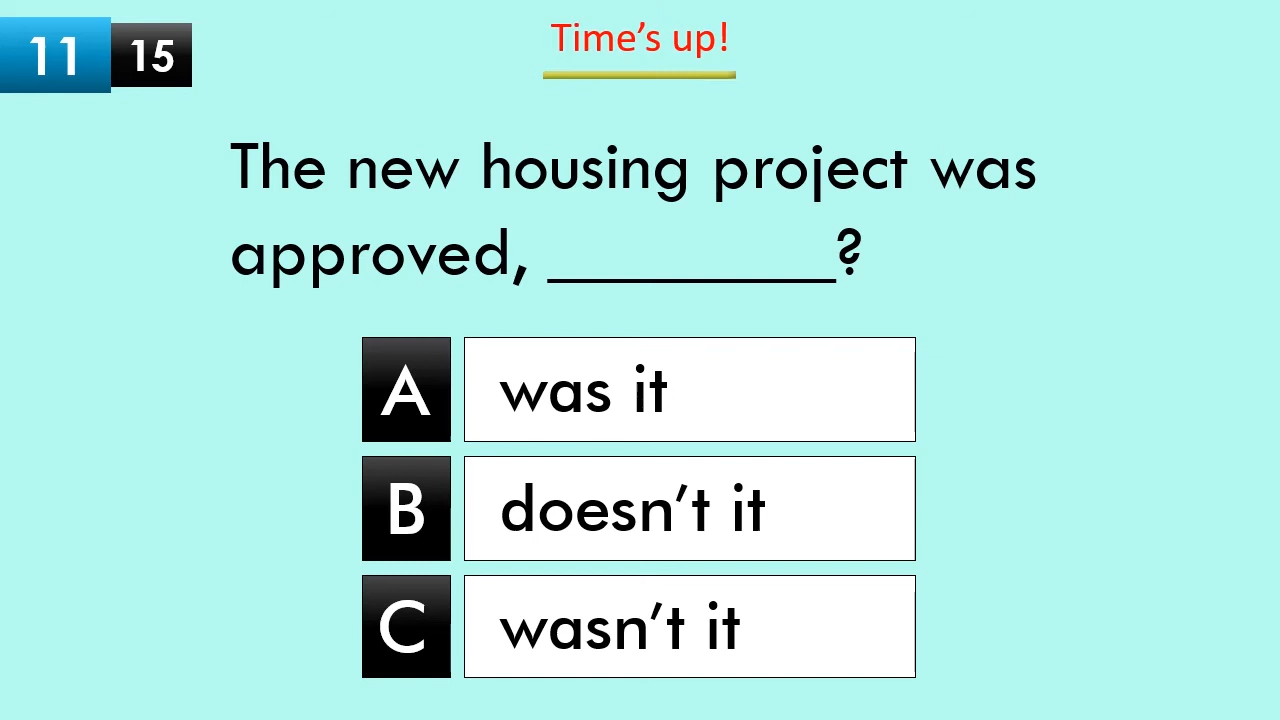 11 15
Time’s up!
The new housing project was
approved, _________?
A was it
B doesn’t it
C wasn’t it